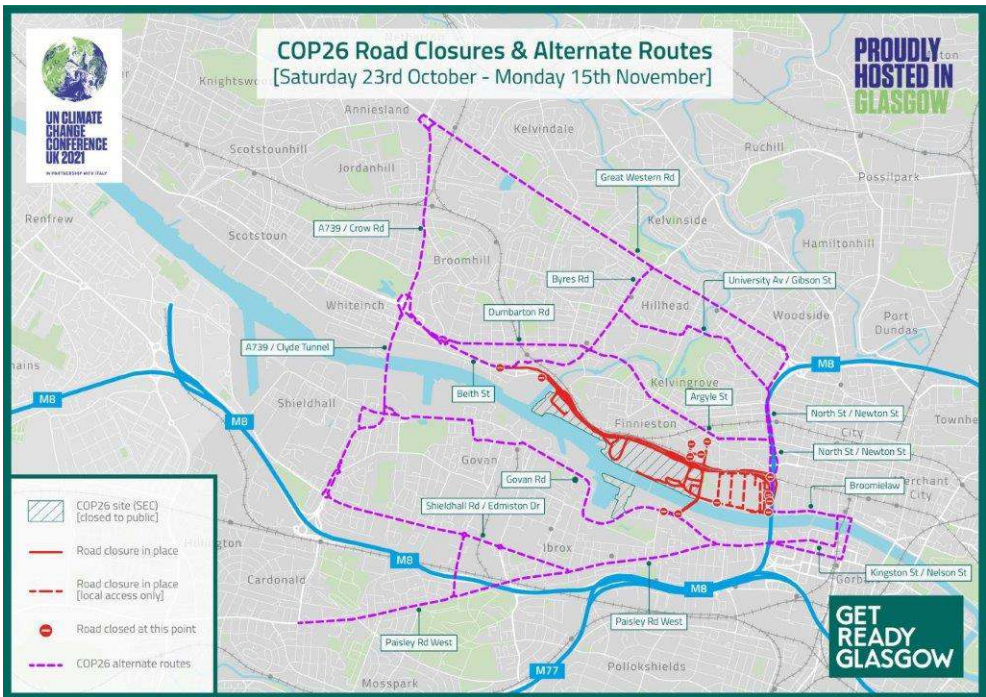 COP26 Road Closures & Alternate Routes
[Saturday 23rd October - Monday 15th November]
UN CLIMATE
CHANGE
CONFERENCE
UK 2021
IN PARTNERSHIP WITH ITALY
PROUDLY
HOSTED IN
GLASGOW
Anniesland
Kelvindale
Scotstounhill
Jordanhill
Ruchill
Possilpark
Great Western Rd
Renfrew
Scotstoun
A739 / Crow Rd
Kelvinside
Broomhill
Hamiltonhill
Byres Rd
University Av / Gibson St
Whiteinch
Hillhead
Woodside
Port
Dundas
Dumbarton Rd
A739 / Clyde Tunnel
M8
Beith St
Kelvingrove
Argyle St
M8
Shieldhall
M8
North St / Newton St
Finnieston
City
North St / Newton St
Govan
Govan Rd
Broomielaw
City
Shieldhall Rd / Edmiston Dr
Ibrox
M8
Kingston St / Nelson St
Cardonald
M8
Paisley Rd West
Paisley Rd West
M77
Pollokshields
Mosspark
COP26 site (SEC)
[closed to public]
Road closure in place
Road closure in place
[local access only]
Road closed at this point
COP26 alternate routes
GET
READY
GLASGOW